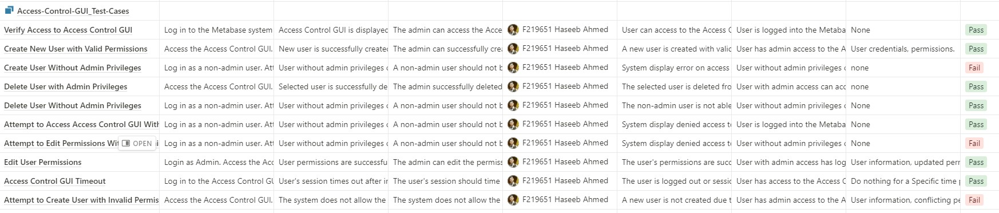 Access-Control-GUI_Test-Cases
Verify Access to Access Control GUI Log in to the Metabase system Access Control GUI is displayed The admin can access the Acce F219651 Haseeb Ahmed User can access to the Access C User is logged into the Metaba None Pass
Create New User with Valid Permissions Access the Access Control GUI. New user is successfully created The admin can successfully crea F219651 Haseeb Ahmed A new user is created with valid User has admin access to the A User credentials, permissions. Pass
Create User Without Admin Privileges Log in as a non-admin user. Att User without admin privileges c A non-admin user should not b F219651 Haseeb Ahmed System display error on access User without admin privileges c none Fail
Delete User with Admin Privileges Access the Access Control GUI. Selected user is successfully de The admin successfully deleted F219651 Haseeb Ahmed The selected user is deleted fro User with admin access can acc none Pass
Delete User Without Admin Privileges Log in as a non-admin user. Att User without admin privileges c A non-admin user should not b F219651 Haseeb Ahmed The non-admin user is not able User without admin privileges c None Pass
Attempt to Access Access Control GUI With Log in as a non-admin user. Att User without admin privileges c A non-admin user should not b F219651 Haseeb Ahmed System display denied access to User is logged into the Metaba None Pass
Attempt to Edit Permissions Wit OPEN Log in as a non-admin user. Att User without admin privileges c A non-admin user should not b F219651 Haseeb Ahmed System display denied access to User without admin privileges c None Fail
Edit User Permissions Login as Admin. Access the Acc User permissions are successfu The admin can edit the permiss F219651 Haseeb Ahmed The user's permissions are succ User with admin access has log User information, updated perr Pass
Access Control GUI Timeout Log in to the Access Control GU User's session times out after in The user's session should time F219651 Haseeb Ahmed The user is logged out or sessic User has access to the Access C Do nothing for a Specific time p Pass
Attempt to Create User with Invalid Permis Access the Access Control GUI. The system does not allow the The system does not allow the F219651 Haseeb Ahmed A new user is not created due t User has admin access to the A User information, conflicting pe Fail